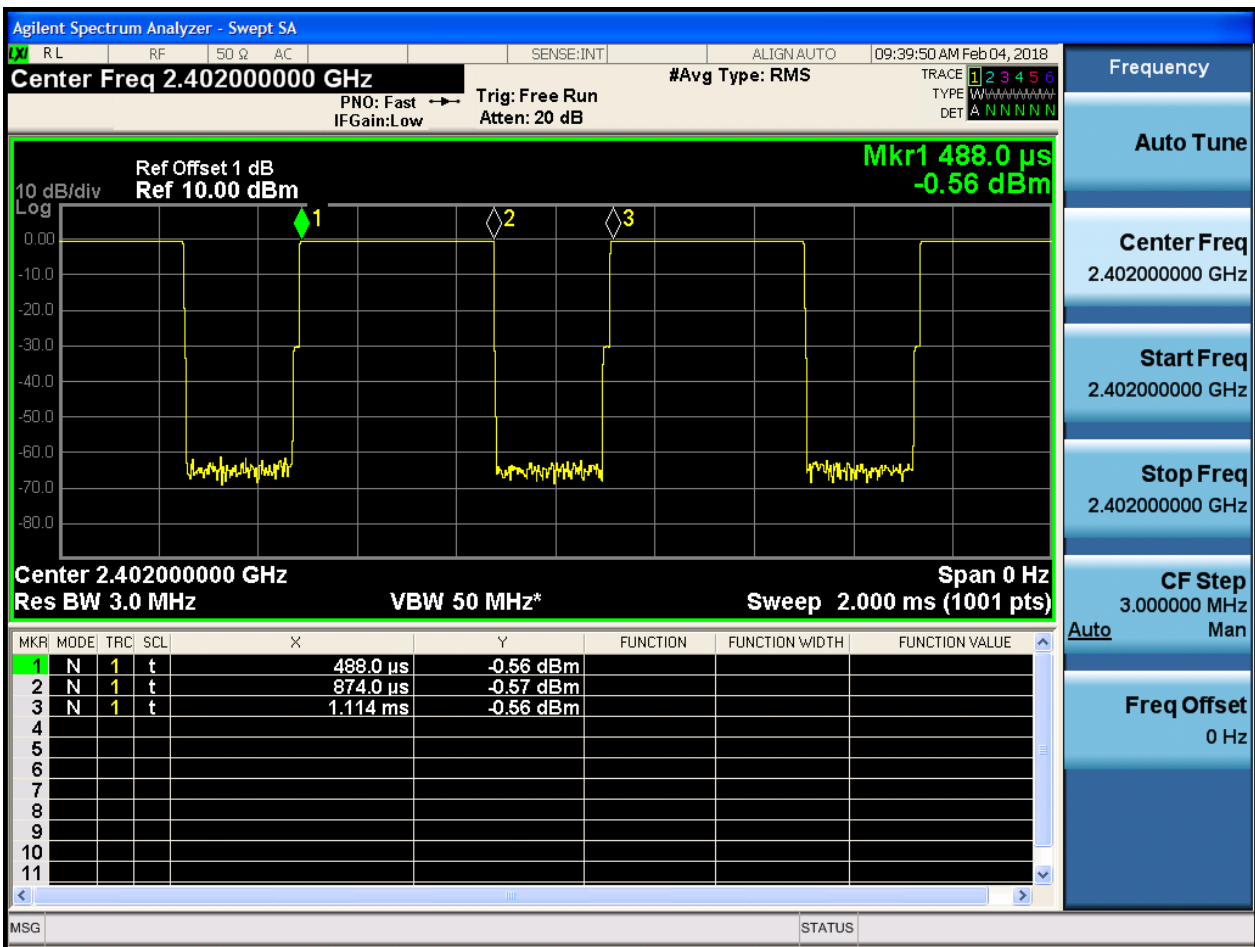 Agilent Spectrum Analyzer - Swept SA
LXI RL RF 50 Ω AC SENSE:INT ALIGN AUTO 09:39:50 AM Feb 04, 2018
Center Freq 2.402000000 GHz
PNO: Fast
IFGain:Low
Trig: Free Run
Atten: 20 dB
#Avg Type: RMS
TRACE 1 2 3 4 5 6
TYPE WWWWWW
DET A N N N N N
Ref Offset 1 dB
10 dB/div Ref 10.00 dBm
Log
Mkr1 488.0 µs
-0.56 dBm
1 2 3
0.00
-10.0
-20.0
-30.0
-40.0
-50.0
-60.0
-70.0
-80.0
Center 2.402000000 GHz Span 0 Hz
Res BW 3.0 MHz VBW 50 MHz* Sweep 2.000 ms (1001 pts)
MKR MODE TRC SCL X Y FUNCTION FUNCTION WIDTH FUNCTION VALUE
1 N 1 t 488.0 µs -0.56 dBm
2 N 1 t 874.0 µs -0.57 dBm
3 N 1 t 1.114 ms -0.56 dBm
4
5
6
7
8
9
10
11
MSG STATUS
Frequency
Auto Tune
Center Freq
2.402000000 GHz
Start Freq
2.402000000 GHz
Stop Freq
2.402000000 GHz
CF Step
3.000000 MHz
Auto Man
Freq Offset
0 Hz